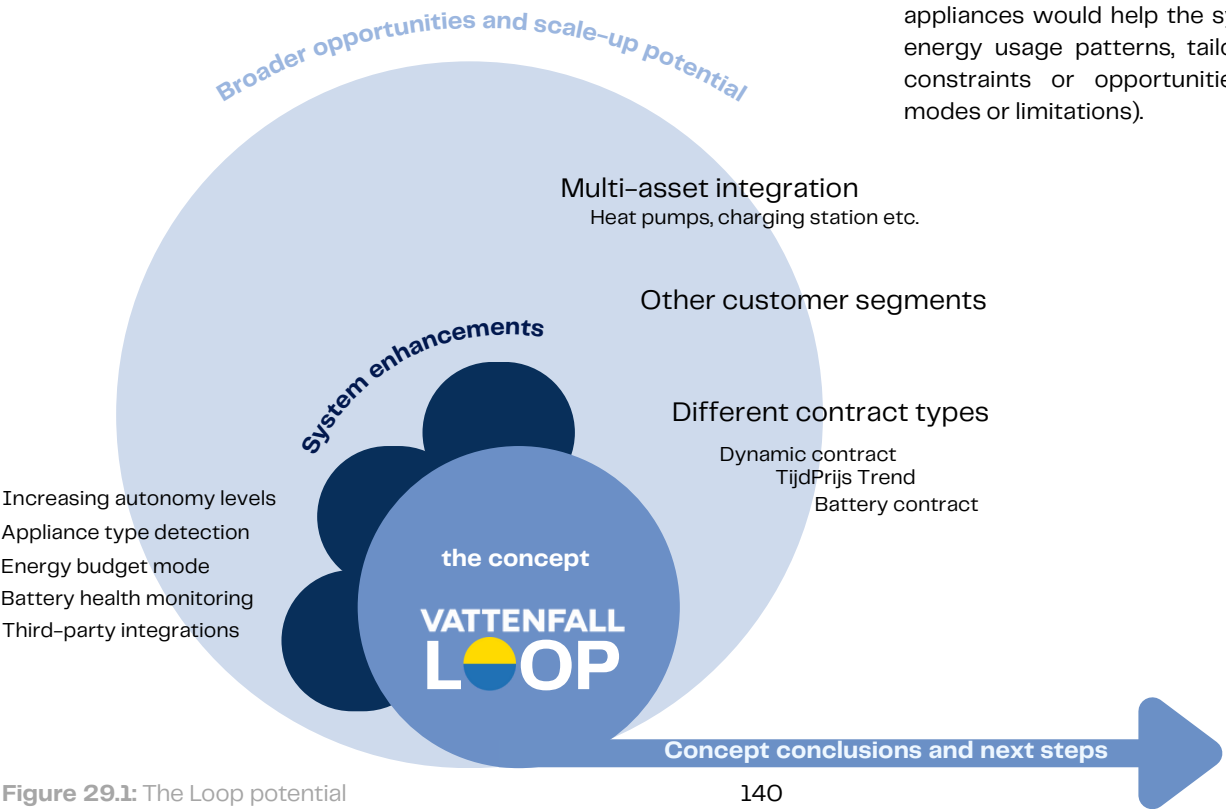 appliances would help the
energy usage patterns,
constraints or
modes or limitations).
Broader opportunities and scale-up potential
Multi-asset integration
Heat pumps, charging station etc.
Other customer segments
System enhancements
Different contract types
Dynamic contract
TijdPrijs Trend
Battery contract
Increasing autonomy levels
Appliance type detection
Energy budget mode
Battery health monitoring
Third-party integrations
the concept
VATTENFALL
LOOP
Concept conclusions and next steps
Figure 29.1: The Loop potential
140